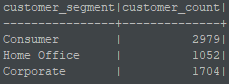 customer_segment|customer_count|
----------------+--------------+
Consumer        |          2979|
Home Office     |          1052|
Corporate       |          1704|